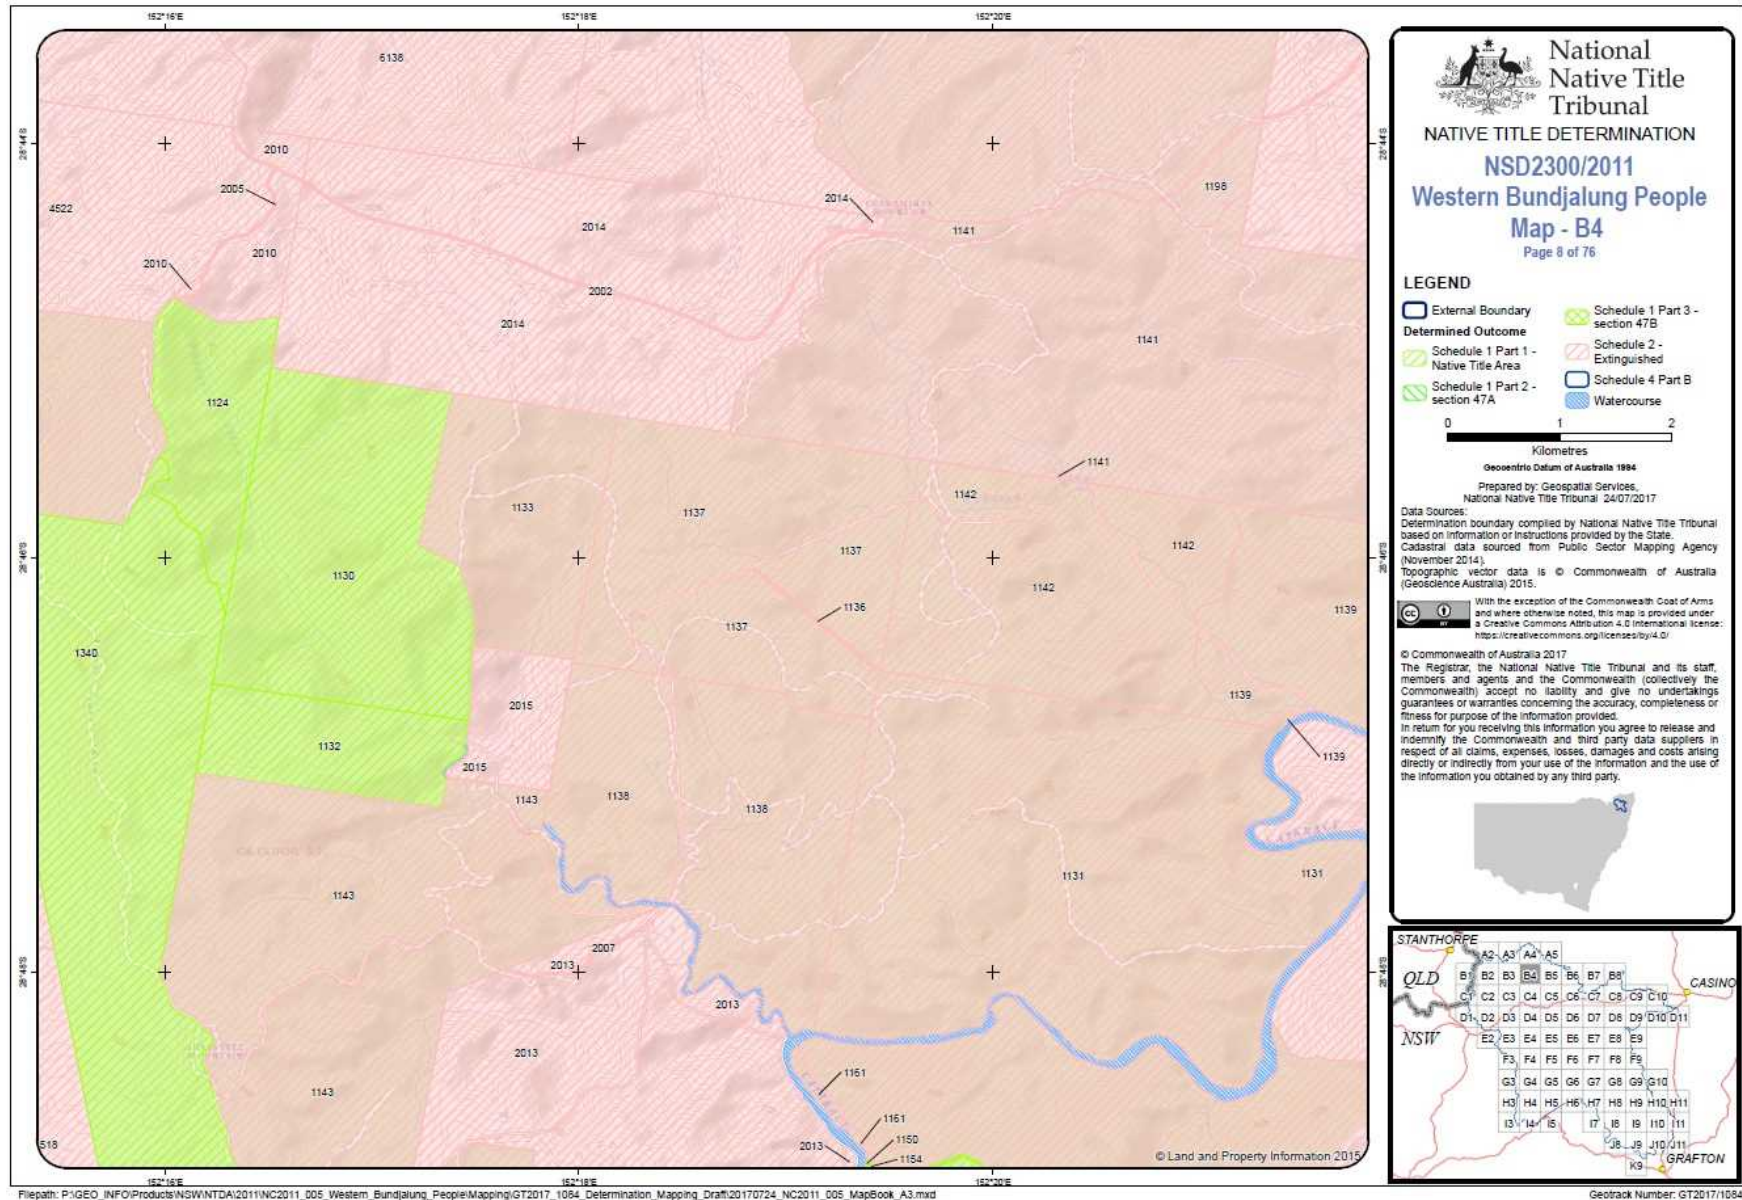 152°16'E
152°18'E
152°20'E
28°44'S
28°44'S
28°46'S
28°46'S
28°48'S
28°48'S
6138
2010
2005
4522
2014
2014
1198
1141
2010
2010
2002
2014
1141
1124
1141
1133
1137
1142
1137
1142
1130
1142
1136
1137
1139
1340
1139
2015
1132
1139
2015
1143
1138
1138
1131
1131
1143
2007
2013
2013
2013
1161
1143
1161
518
2013
1150
1154
© Land and Property Information 2015
152°16'E
152°18'E
152°20'E
National
Native Title
Tribunal
NATIVE TITLE DETERMINATION
NSD2300/2011
Western Bundjalung People
Map - B4
Page 8 of 76
LEGEND
External Boundary
Determined Outcome
Schedule 1 Part 1 -
Native Title Area
Schedule 1 Part 2 -
section 47A
Schedule 1 Part 3 -
section 47B
Schedule 2 -
Extinguished
Schedule 4 Part B
Watercourse
0 1 2
Kilometres
Geocentric Datum of Australia 1994
Prepared by: Geospatial Services,
National Native Title Tribunal 24/07/2017
Data Sources:
Determination boundary compiled by National Native Title Tribunal
based on information or instructions provided by the State.
Cadastral data sourced from Public Sector Mapping Agency
(November 2014).
Topographic vector data is © Commonwealth of Australia
(Geoscience Australia) 2015.
cc BY
With the exception of the Commonwealth Coat of Arms
and where otherwise noted, this map is provided under
a Creative Commons Attribution 4.0 International license:
https://creativecommons.org/licenses/by/4.0/
© Commonwealth of Australia 2017
The Registrar, the National Native Title Tribunal and its staff,
members and agents and the Commonwealth (collectively the
Commonwealth) accept no liability and give no undertakings
guarantees or warranties concerning the accuracy, completeness or
fitness for purpose of the information provided.
In return for you receiving this information you agree to release and
indemnify the Commonwealth and third party data suppliers in
respect of all claims, expenses, losses, damages and costs arising
directly or indirectly from your use of the information and the use of
the information you obtained by any third party.
STANTHORPE
A2 A3 A4 A5
QLD
B1 B2 B3 B4 B5 B6 B7 B8
CASINO
C1 C2 C3 C4 C5 C6 C7 C8 C9 C10
D1 D2 D3 D4 D5 D6 D7 D8 D9 D10 D11
NSW
E2 E3 E4 E5 E6 E7 E8 E9
F3 F4 F5 F6 F7 F8 F9
G3 G4 G5 G6 G7 G8 G9 G10
H3 H4 H5 H6 H7 H8 H9 H10 H11
I3 I4 I5 I7 I8 I9 I10 I11
J8 J9 J10 J11
K9
GRAFTON
Filepath: P:\GEO_INFO\Products\NSW\NTDA\2011\NC2011_005_Western_Bundjalung_People\Mapping\GT2017_1084_Determination_Mapping_Draft\20170724_NC2011_005_MapBook_A3.mxd
Geotrack Number: GT2017/1084